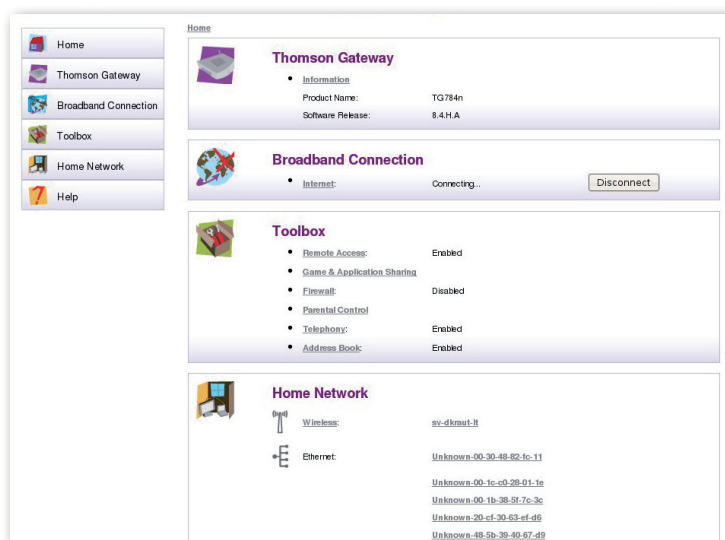 Home
Thomson Gateway
Broadband Connection
Toolbox
Home Network
Help
Home
Thomson Gateway
Information
Product Name: TG784n
Software Release: 8.4.H.A
Broadband Connection
Internet: Connecting... Disconnect
Toolbox
Remote Access: Enabled
Game & Application Sharing
Firewall: Disabled
Parental Control
Telephony: Enabled
Address Book: Enabled
Home Network
Wireless: sv-dkraut-lt
Ethernet: Unknown-00-30-48-82-fc-11
Unknown-00-1c-c0-28-01-1e
Unknown-00-1b-38-5f-7c-3c
Unknown-20-cf-30-63-ef-d6
Unknown-48-5b-39-40-67-d9